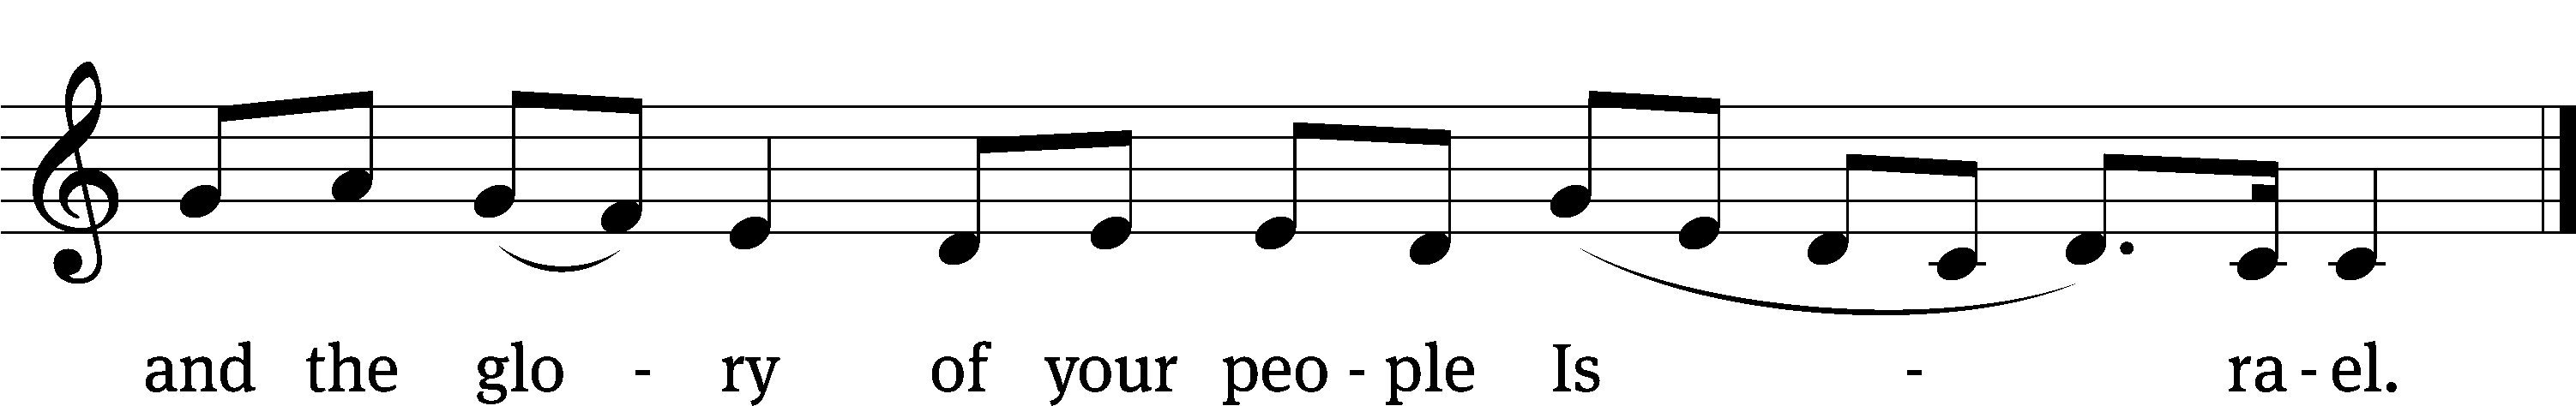 and the glo - ry of your peo - ple Is - ra - el.